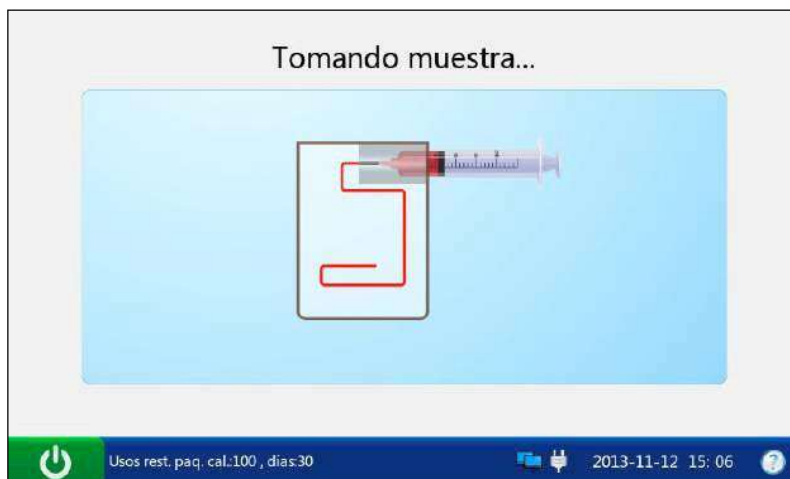 Tomando muestra...
Usos rest. paq. cal.:100 , dias:30
2013-11-12 15: 06
?